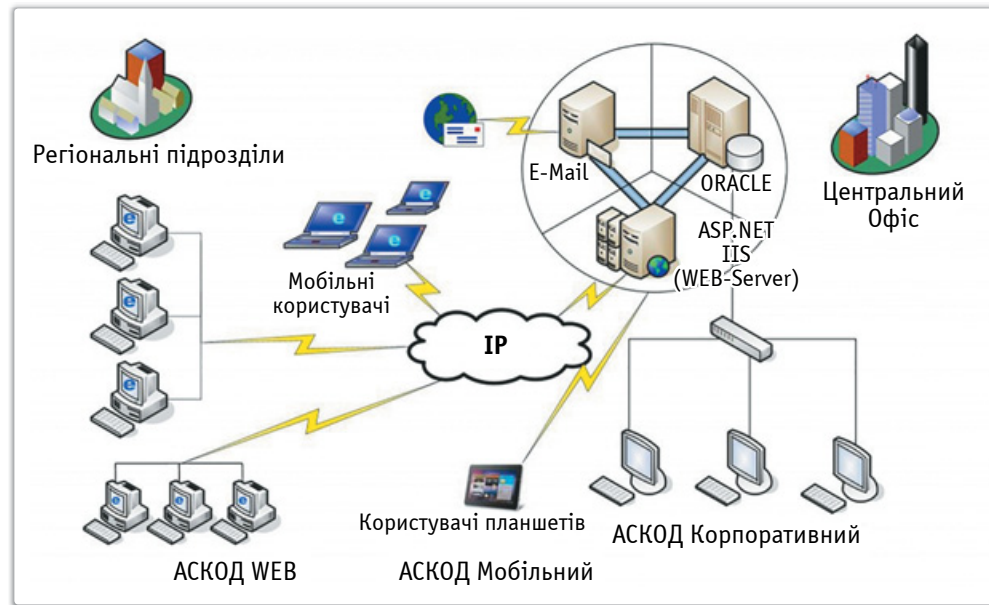 Регіональні підрозділи
E-Mail
ORACLE
ASP.NET
IIS
(WEB-Server)
Центральний
Офіс
Мобільні
користувачі
IP
Користувачі планшетів
АСКОД WEB
АСКОД Мобільний
АСКОД Корпоративний